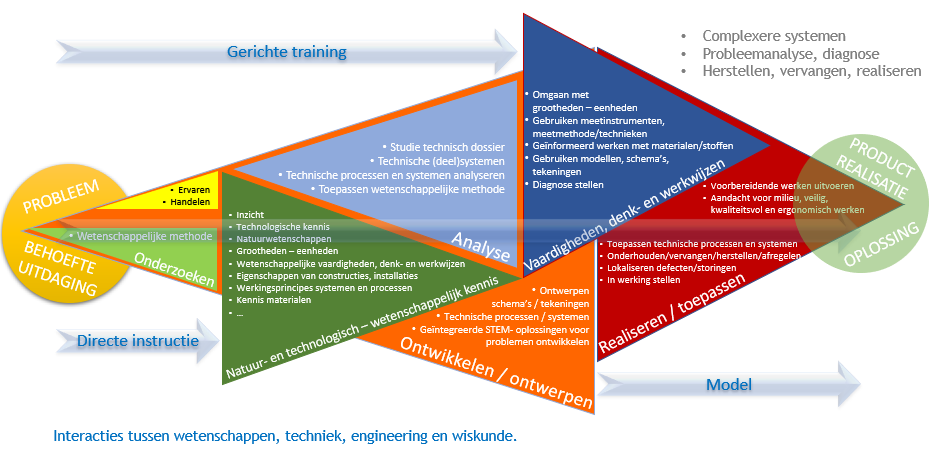 Gerichte training
• Complexere systemen
• Probleemanalyse, diagnose
• Herstellen, vervangen, realiseren
PROBLEEM
BEHOEFTE
UITDAGING
• Ervaren
• Handelen
• Wetenschappelijke methode
Onderzoeken
Directe instructie
• Studie technisch dossier
• Technische (deel)systemen
• Technische processen en systemen analyseren
• Toepassen wetenschappelijke methode
Analyse
• Inzicht
• Technologische kennis
• Natuurwetenschappen
• Grootheden – eenheden
• Wetenschappelijke vaardigheden, denk- en werkwijzen
• Eigenschappen van constructies, installaties
• Werkingsprincipes systemen en processen
• Kennis materialen
• ...
Natuur- en technologisch – wetenschappelijk kennis
• Omgaan met
grootheden – eenheden
• Gebruiken meetinstrumenten,
meetmethode/technieken
• Geïnformeerd werken met materialen/stoffen
• Gebruiken modellen, schema's,
tekeningen
• Diagnose stellen
Vaardigheden, denk- en werkwijzen
• Ontwerpen
schema's / tekeningen
• Technische processen / systemen
• Geïntegreerde STEM- oplossingen voor
problemen ontwikkelen
Ontwikkelen / ontwerpen
• Voorbereidende werken uitvoeren
• Aandacht voor milieu, veilig,
kwaliteitsvol en ergonomisch werken
• Toepassen technische processen en systemen
• Onderhouden/vervangen/herstellen/afregelen
• Lokaliseren defecten/storingen
• In werking stellen
Realiseren / toepassen
PRODUCT
REALISATIE
OPLOSSING
Model
Interacties tussen wetenschappen, techniek, engineering en wiskunde.